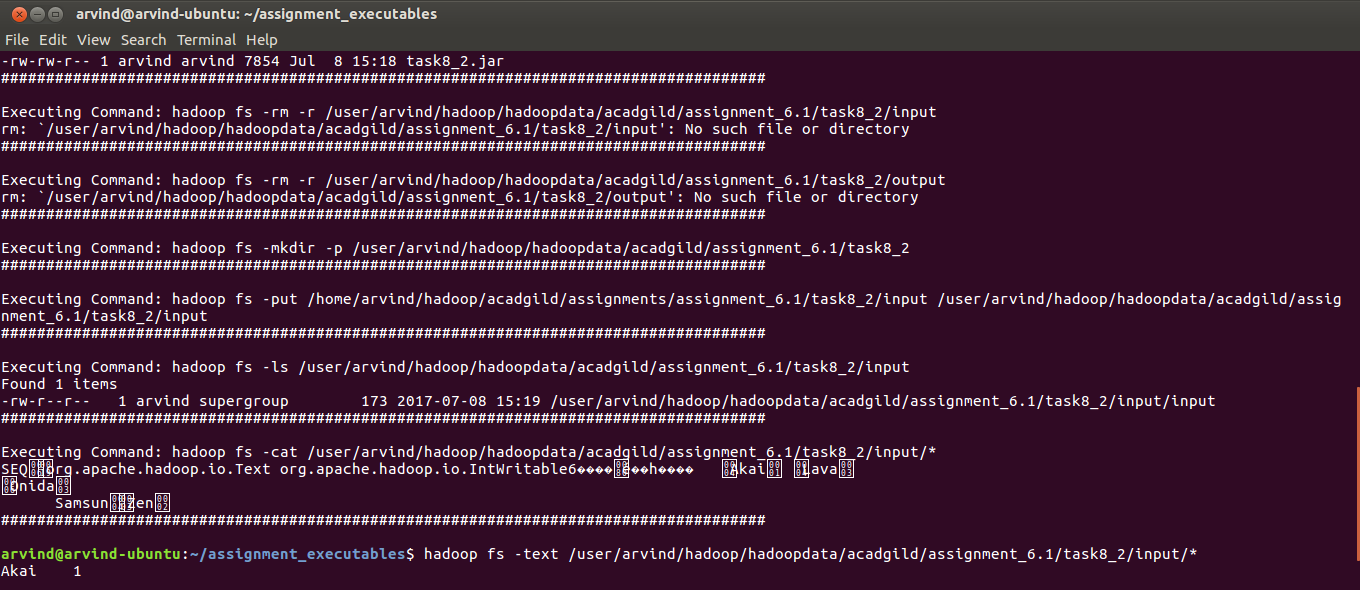 arvind@arvind-ubuntu: ~/assignment_executables
File Edit View Search Terminal Help
-rw-rw-r-- 1 arvind arvind 7854 Jul  8 15:18 task8_2.jar
#####################################################################################
Executing Command: hadoop fs -rm -r /user/arvind/hadoop/hadoopdata/acadgild/assignment_6.1/task8_2/input
rm: `/user/arvind/hadoop/hadoopdata/acadgild/assignment_6.1/task8_2/input': No such file or directory
#####################################################################################
Executing Command: hadoop fs -rm -r /user/arvind/hadoop/hadoopdata/acadgild/assignment_6.1/task8_2/output
rm: `/user/arvind/hadoop/hadoopdata/acadgild/assignment_6.1/task8_2/output': No such file or directory
#####################################################################################
Executing Command: hadoop fs -mkdir -p /user/arvind/hadoop/hadoopdata/acadgild/assignment_6.1/task8_2
#####################################################################################
Executing Command: hadoop fs -put /home/arvind/hadoop/acadgild/assignments/assignment_6.1/task8_2/input /user/arvind/hadoop/hadoopdata/acadgild/assig
nment_6.1/task8_2/input
#####################################################################################
Executing Command: hadoop fs -ls /user/arvind/hadoop/hadoopdata/acadgild/assignment_6.1/task8_2/input
Found 1 items
-rw-r--r--   1 arvind supergroup        173 2017-07-08 15:19 /user/arvind/hadoop/hadoopdata/acadgild/assignment_6.1/task8_2/input/input
#####################################################################################
Executing Command: hadoop fs -cat /user/arvind/hadoop/hadoopdata/acadgild/assignment_6.1/task8_2/input/*
SEQ org.apache.hadoop.io.Text org.apache.hadoop.io.IntWritable6���� ��h���� Akai Lava
Onida
Samsun Zen
#####################################################################################
arvind@arvind-ubuntu:~/assignment_executables$ hadoop fs -text /user/arvind/hadoop/hadoopdata/acadgild/assignment_6.1/task8_2/input/*
Akai    1